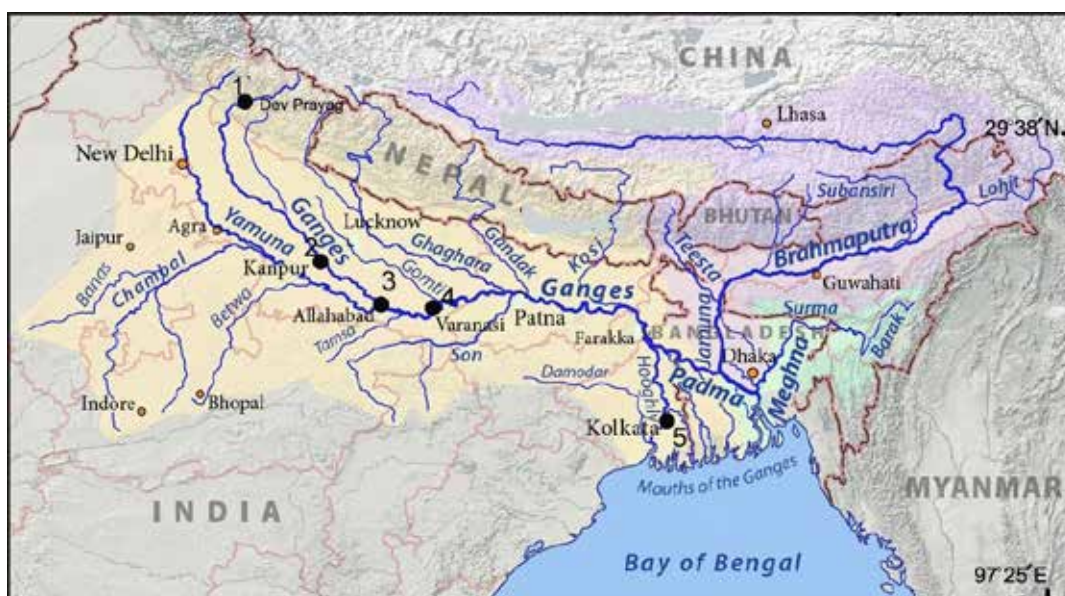 CHINA
1
Dev Prayag
Lhasa
29°38´N
New Delhi
NEPAL
Subansiri
Lohit
BHUTAN
Jaipur
Agra
Yamuna
Ganges
Lucknow
Ghaghara
Gandak
Kosi
Teesta
Brahmaputra
Guwahati
Banas
Chambal
2
Kanpur
Gomti
3
4
Ganges
Betwa
Allahabad
Varanasi
Patna
Farakka
BANGLADESH
Jamuna
Surma
Barak
Tamsa
Son
Dhaka
Meghna
Padma
Damodar
Hooghly
Indore
Bhopal
Kolkata
5
Mouths of the Ganges
INDIA
MYANMAR
Bay of Bengal
97°25´E